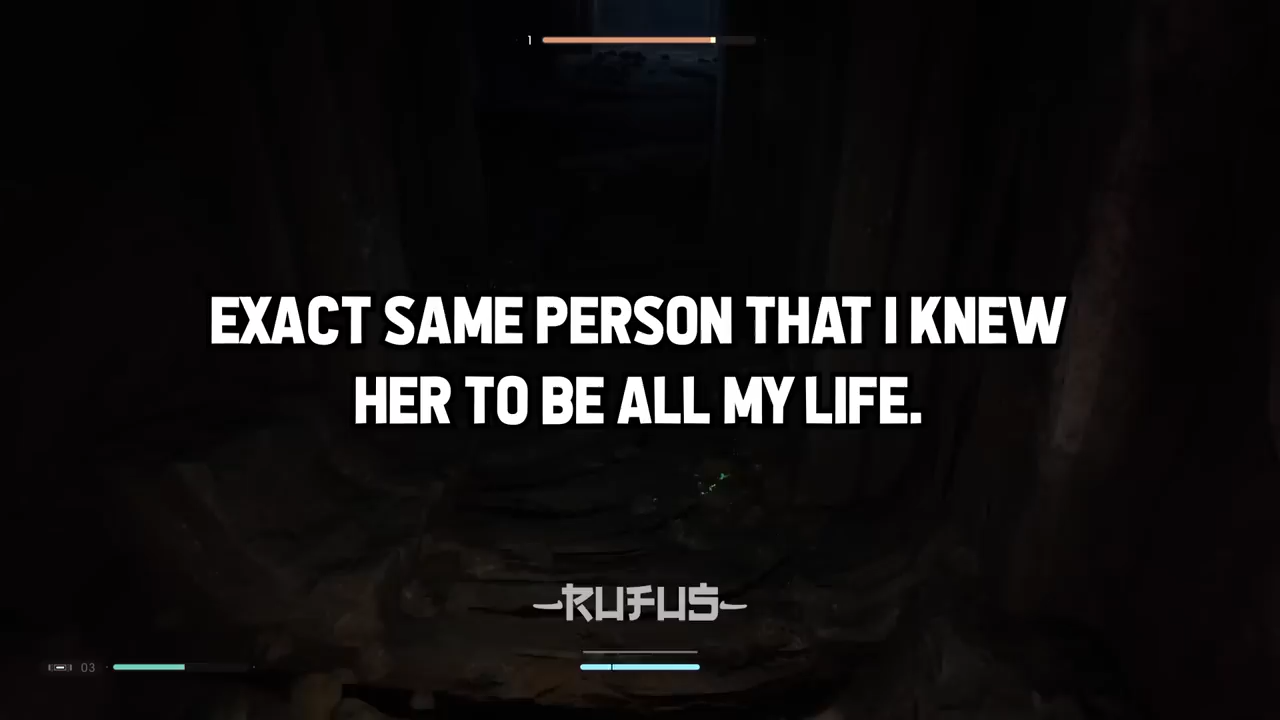 1
EXACT SAME PERSON THAT I KNEW
HER TO BE ALL MY LIFE.
RUFUS
03